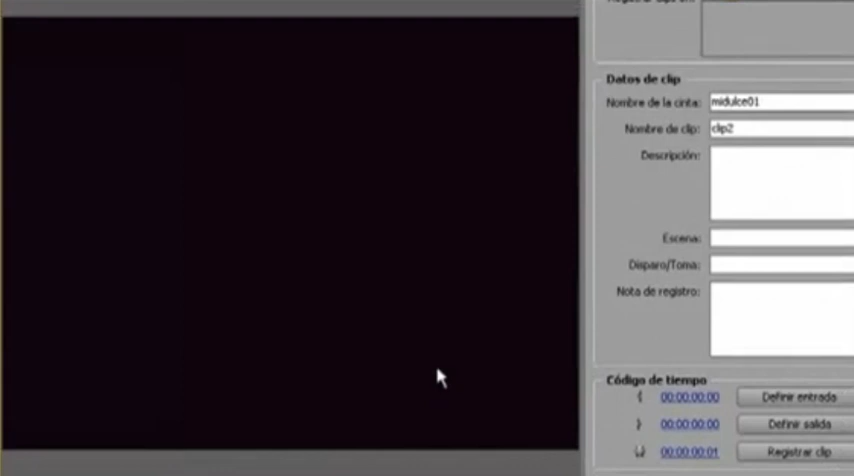 Datos de clip
Nombre de la cinta: midulce01
Nombre de clip: clip2
Descripción:
Escena:
Disparo/Toma:
Nota de registro:
Código de tiempo
{ 00:00:00:00 Definir entrada
} 00:00:00:00 Definir salida
{} 00:00:00:01 Registrar clip